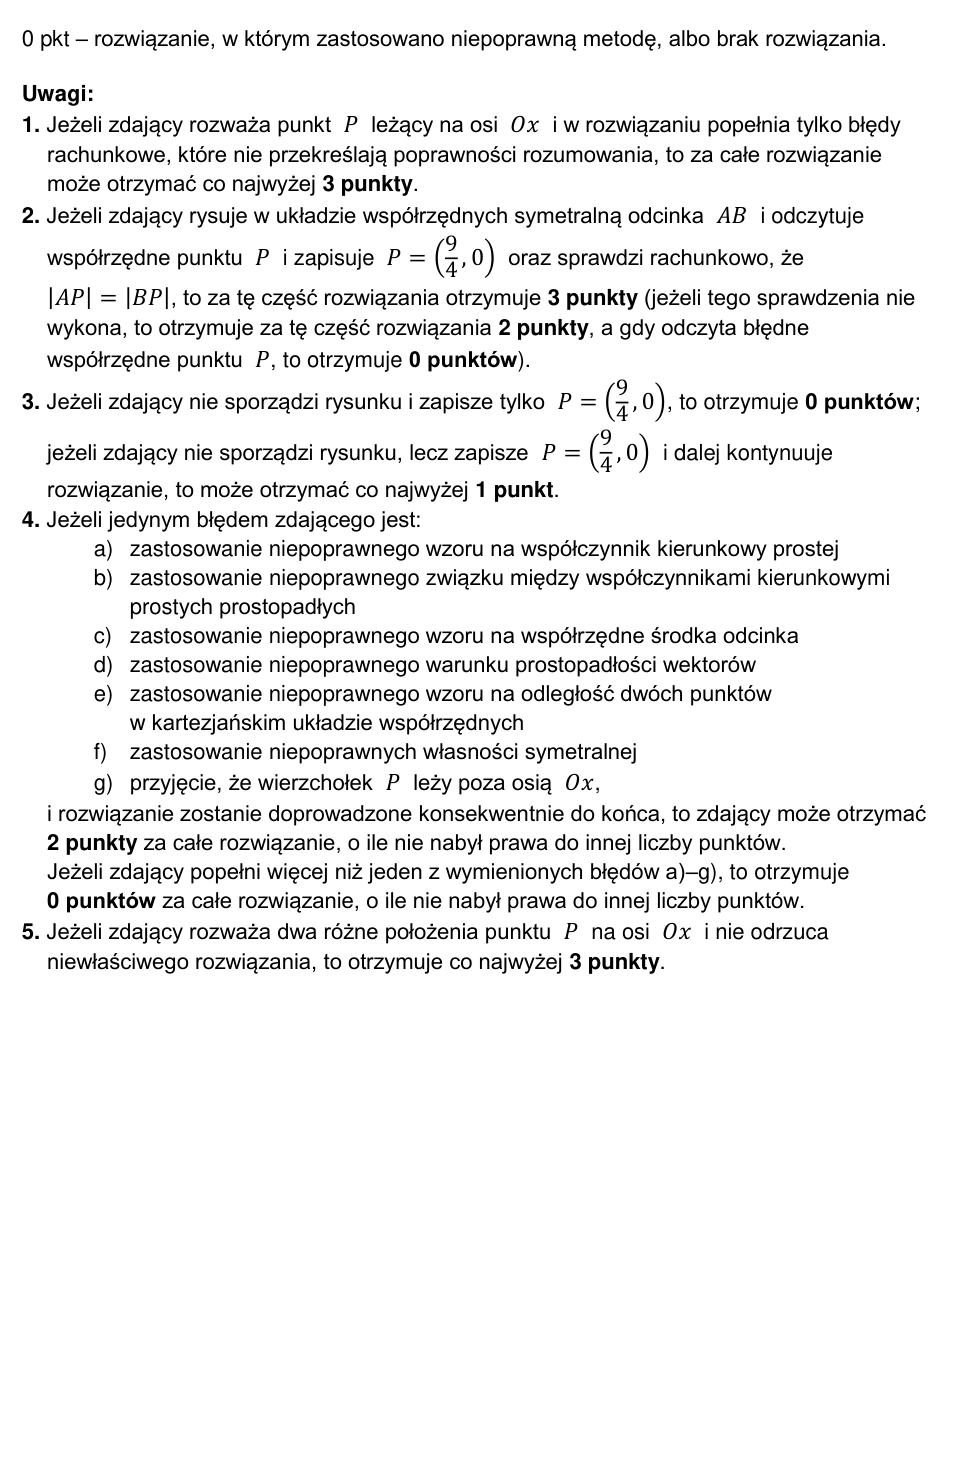 0 pkt – rozwiązanie, w którym zastosowano niepoprawną metodę, albo brak rozwiązania.
Uwagi:
1. Jeżeli zdający rozważa punkt P leżący na osi Ox i w rozwiązaniu popełnia tylko błędy
rachunkowe, które nie przekreślają poprawności rozumowania, to za całe rozwiązanie
może otrzymać co najwyżej 3 punkty.
2. Jeżeli zdający rysuje w układzie współrzędnych symetralną odcinka AB i odczytuje
współrzędne punktu P i zapisuje P = (9/4, 0) oraz sprawdzi rachunkowo, że
|AP| = |BP|, to za tę część rozwiązania otrzymuje 3 punkty (jeżeli tego sprawdzenia nie
wykona, to otrzymuje za tę część rozwiązania 2 punkty, a gdy odczyta błędne
współrzędne punktu P, to otrzymuje 0 punktów).
3. Jeżeli zdający nie sporządzi rysunku i zapisze tylko P = (9/4, 0), to otrzymuje 0 punktów;
jeżeli zdający nie sporządzi rysunku, lecz zapisze P = (9/4, 0) i dalej kontynuuje
rozwiązanie, to może otrzymać co najwyżej 1 punkt.
4. Jeżeli jedynym błędem zdającego jest:
a) zastosowanie niepoprawnego wzoru na współczynnik kierunkowy prostej
b) zastosowanie niepoprawnego związku między współczynnikami kierunkowymi
prostych prostopadłych
c) zastosowanie niepoprawnego wzoru na współrzędne środka odcinka
d) zastosowanie niepoprawnego warunku prostopadłości wektorów
e) zastosowanie niepoprawnego wzoru na odległość dwóch punktów
w kartezjańskim układzie współrzędnych
f) zastosowanie niepoprawnych własności symetralnej
g) przyjęcie, że wierzchołek P leży poza osią Ox,
i rozwiązanie zostanie doprowadzone konsekwentnie do końca, to zdający może otrzymać
2 punkty za całe rozwiązanie, o ile nie nabył prawa do innej liczby punktów.
Jeżeli zdający popełni więcej niż jeden z wymienionych błędów a)–g), to otrzymuje
0 punktów za całe rozwiązanie, o ile nie nabył prawa do innej liczby punktów.
5. Jeżeli zdający rozważa dwa różne położenia punktu P na osi Ox i nie odrzuca
niewłaściwego rozwiązania, to otrzymuje co najwyżej 3 punkty.